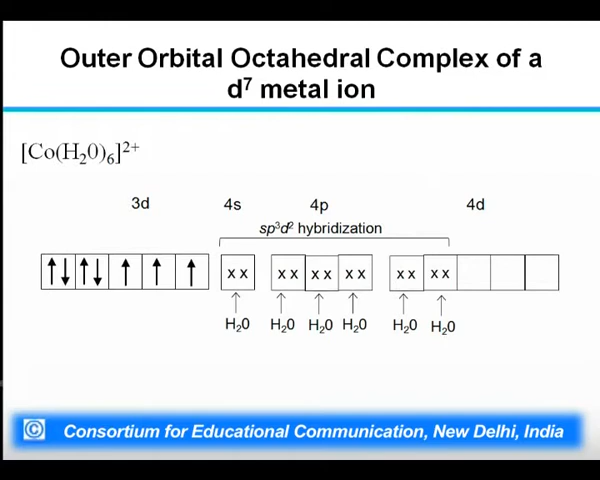 Outer Orbital Octahedral Complex of a
d⁷ metal ion
[Co(H₂0)₆]²⁺
3d 4s 4p 4d
sp³d² hybridization
x x x x x x x x x x x x
H₂0 H₂0 H₂0 H₂0 H₂0 H₂0
© Consortium for Educational Communication, New Delhi, India